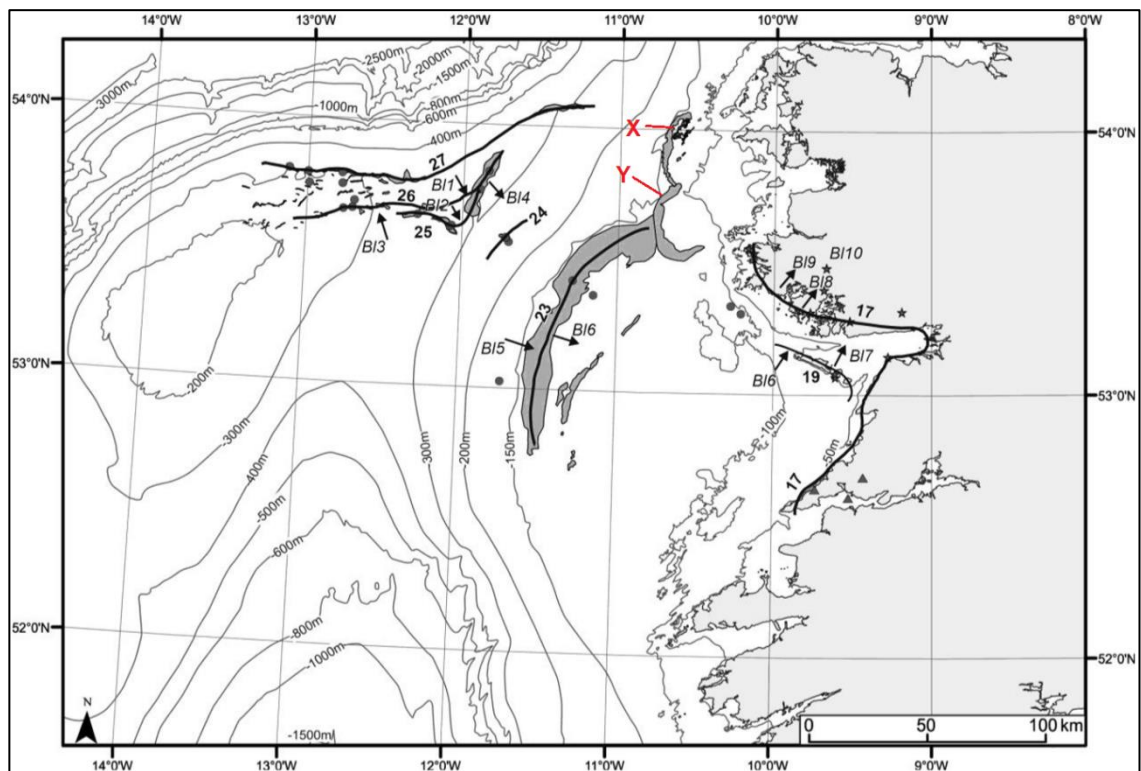 14°0'W 13°0'W 12°0'W 11°0'W 10°0'W 9°0'W 8°0'W
-2500m
-2000m
-1500m
-3000m
-1000m
-800m
-600m
400m
54°0'N
54°0'N
X
27
Y
Bl1
26
Bl2
Bl4
25
24
Bl3
-200m
23
Bl5
Bl6
Bl9
Bl10
Bl8
17
Bl7
Bl6
19
53°0'N
53°0'N
-300m
400m
-500m
-600m
-800m
-1000m
-1500m
-300m
-200m
-150m
-100m
-50m
17
52°0'N
52°0'N
N
0 50 100 km
14°0'W 13°0'W 12°0'W 11°0'W 10°0'W 9°0'W